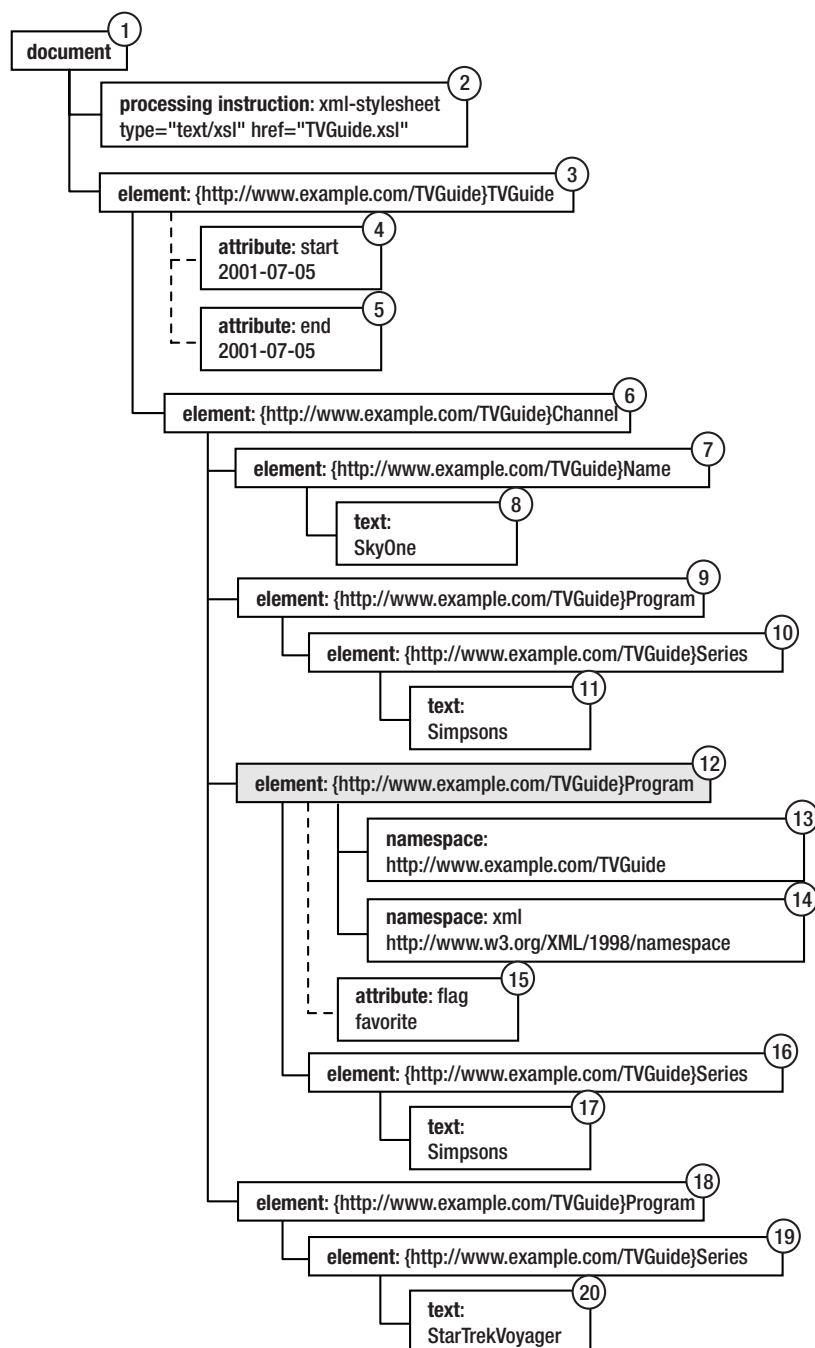 1
document
2
processing instruction: xml-stylesheet
type="text/xsl" href="TVGuide.xsl"
3
element: {http://www.example.com/TVGuide}TVGuide
4
attribute: start
2001-07-05
5
attribute: end
2001-07-05
6
element: {http://www.example.com/TVGuide}Channel
7
element: {http://www.example.com/TVGuide}Name
8
text:
SkyOne
9
element: {http://www.example.com/TVGuide}Program
10
element: {http://www.example.com/TVGuide}Series
11
text:
Simpsons
12
element: {http://www.example.com/TVGuide}Program
13
namespace:
http://www.example.com/TVGuide
14
namespace: xml
http://www.w3.org/XML/1998/namespace
15
attribute: flag
favorite
16
element: {http://www.example.com/TVGuide}Series
17
text:
Simpsons
18
element: {http://www.example.com/TVGuide}Program
19
element: {http://www.example.com/TVGuide}Series
20
text:
StarTrekVoyager